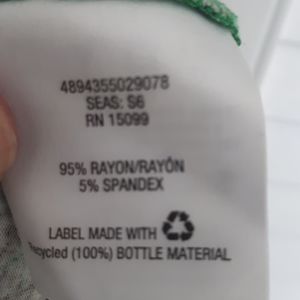 4894355029078
SEAS: S6
RN 15099
95% RAYON/RAYÓN
5% SPANDEX
LABEL MADE WITH
Recycled (100%) BOTTLE MATERIAL